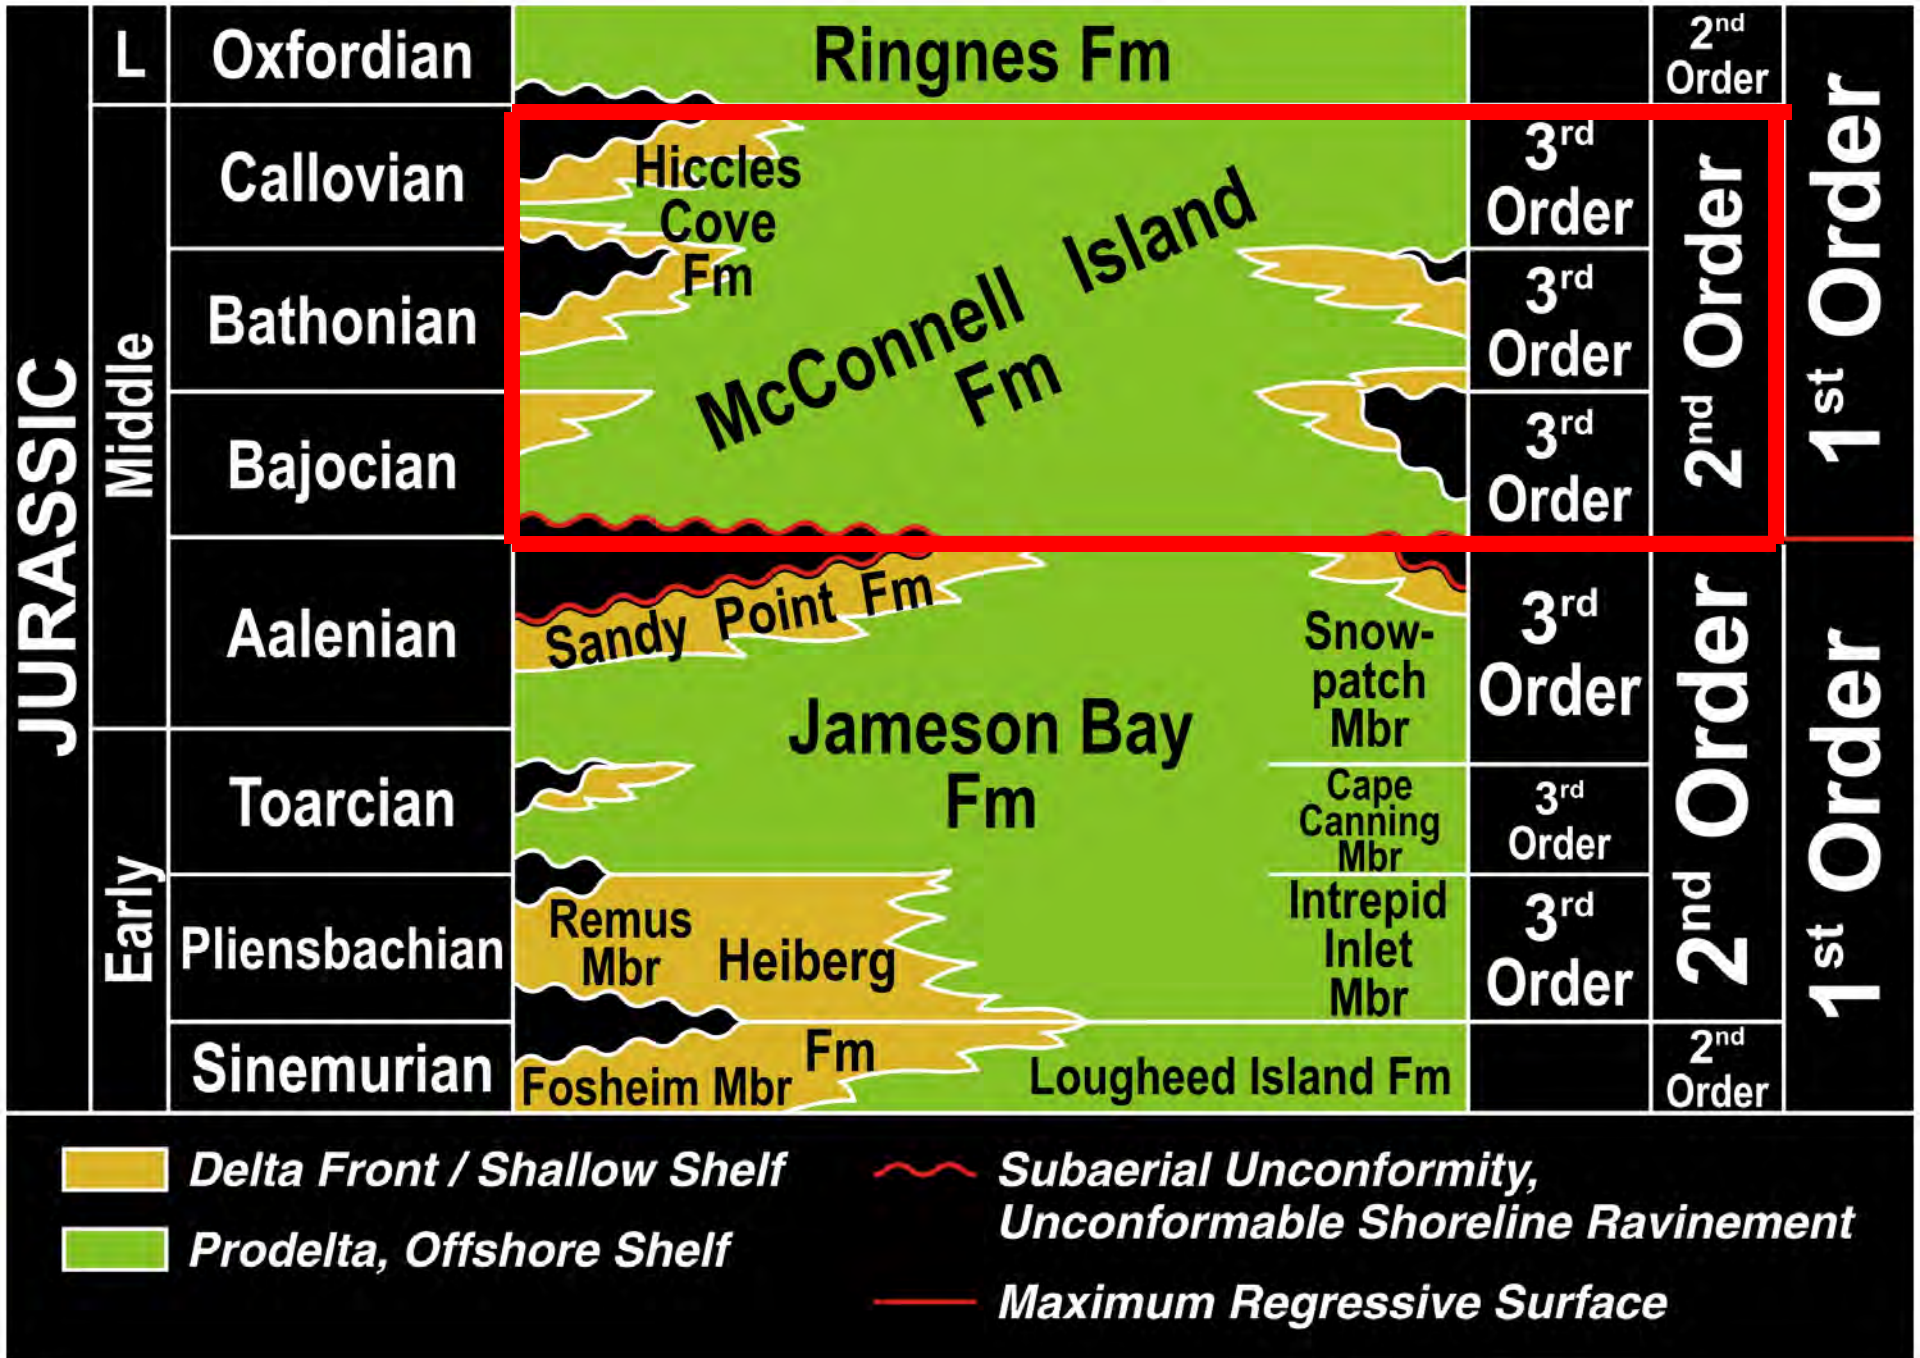 JURASSIC
L
Middle
Early
Oxfordian
Callovian
Bathonian
Bajocian
Aalenian
Toarcian
Pliensbachian
Sinemurian
Ringnes Fm
Hiccles
Cove
Fm
McConnell Island
Fm
Sandy Point Fm
Jameson Bay
Fm
Snow-
patch
Mbr
Cape
Canning
Mbr
Intrepid
Inlet
Mbr
Remus
Mbr
Heiberg
Fm
Fosheim Mbr
Lougheed Island Fm
3rd
Order
3rd
Order
3rd
Order
3rd
Order
3rd
Order
3rd
Order
2nd
Order
2nd Order
2nd Order
2nd
Order
1st Order
1st Order
Delta Front / Shallow Shelf
Prodelta, Offshore Shelf
Subaerial Unconformity,
Unconformable Shoreline Ravinement
Maximum Regressive Surface